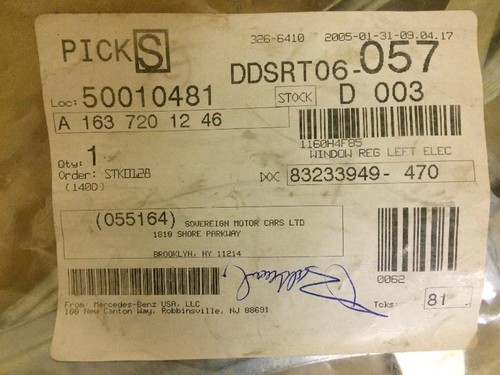 326-6410 2005-01-31-09.04.17
PICK S DDSRT06-057
Loc: 50010481 STOCK D 003
A 163 720 12 46
1160H4F85
WINDOW REG LEFT ELEC
Qty: 1
Order: STKD12B DOC 83233949- 470
(140D)
(055164) SOVEREIGN MOTOR CARS LTD
1810 SHORE PARKWAY
BROOKLYN, NY 11214
0062
From: Mercedes-Benz USA, LLC
100 New Canton Way, Robbinsville, NJ 08691
Tcks: 81